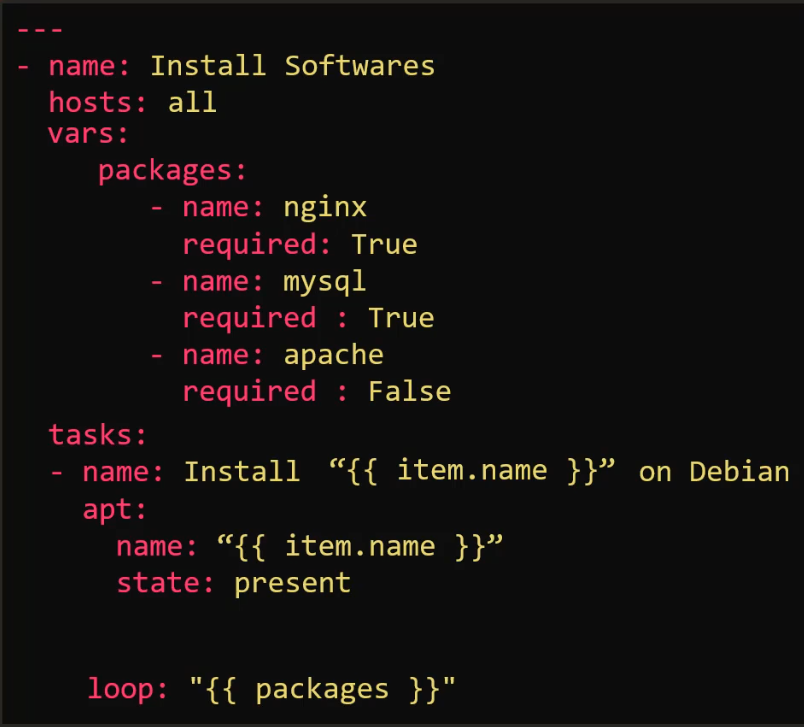 ---
- name: Install Softwares
hosts: all
vars:
packages:
- name: nginx
required: True
- name: mysql
required : True
- name: apache
required : False
tasks:
- name: Install “{{ item.name }}” on Debian
apt:
name: “{{ item.name }}”
state: present
loop: "{{ packages }}"